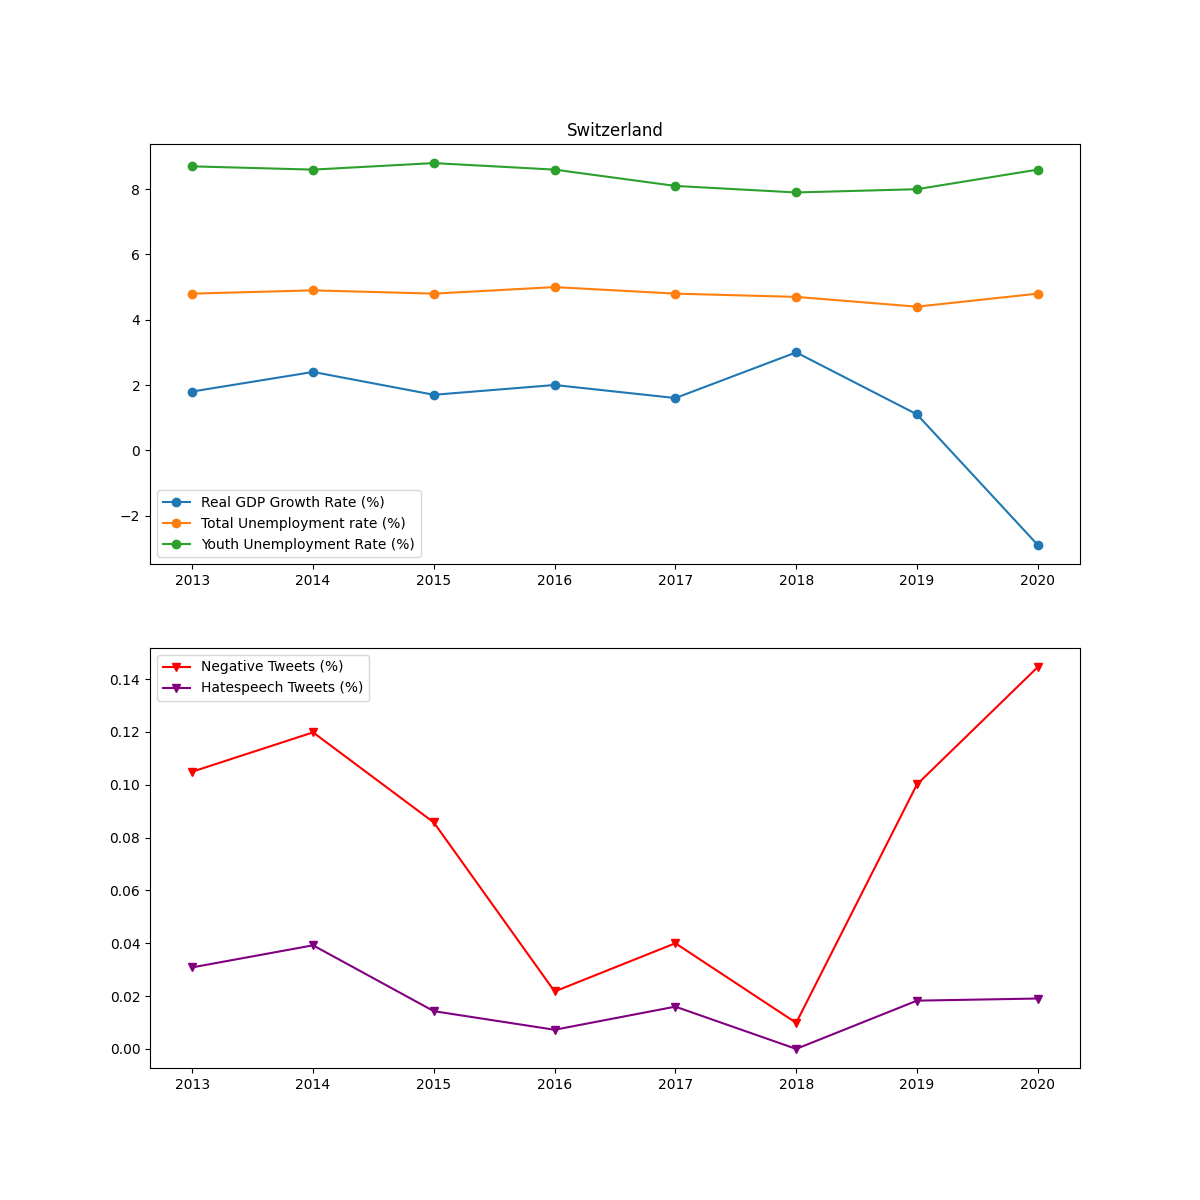 Switzerland
8
6
4
2
0
−2
Real GDP Growth Rate (%)
Total Unemployment rate (%)
Youth Unemployment Rate (%)
2013 2014 2015 2016 2017 2018 2019 2020
Negative Tweets (%)
Hatespeech Tweets (%)
0.14
0.12
0.10
0.08
0.06
0.04
0.02
0.00
2013 2014 2015 2016 2017 2018 2019 2020